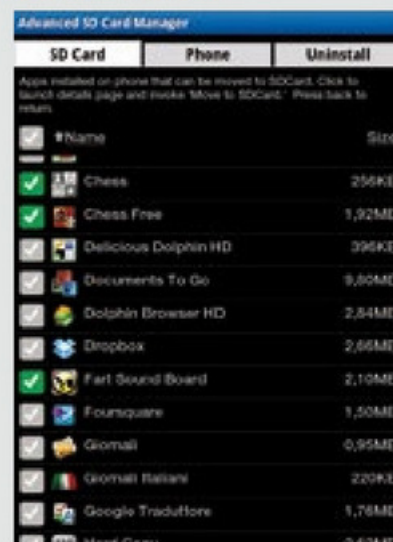 Advanced SD Card Manager
SD Card Phone Uninstall
Apps installed on phone that can be moved to SDCard. Click to
launch details page and invoke 'Move to SDCard.' Press back to
return.
#Name Size
Chess 256KB
Chess Free 1,92MB
Delicious Dolphin HD 396KB
Documents To Go 9,80MB
Dolphin Browser HD 2,84MB
Dropbox 2,66MB
Fart Sound Board 2,10MB
Foursquare 1,50MB
Giornali 0,95MB
Giornali Italiani 220KB
Google Traduttore 1,76MB